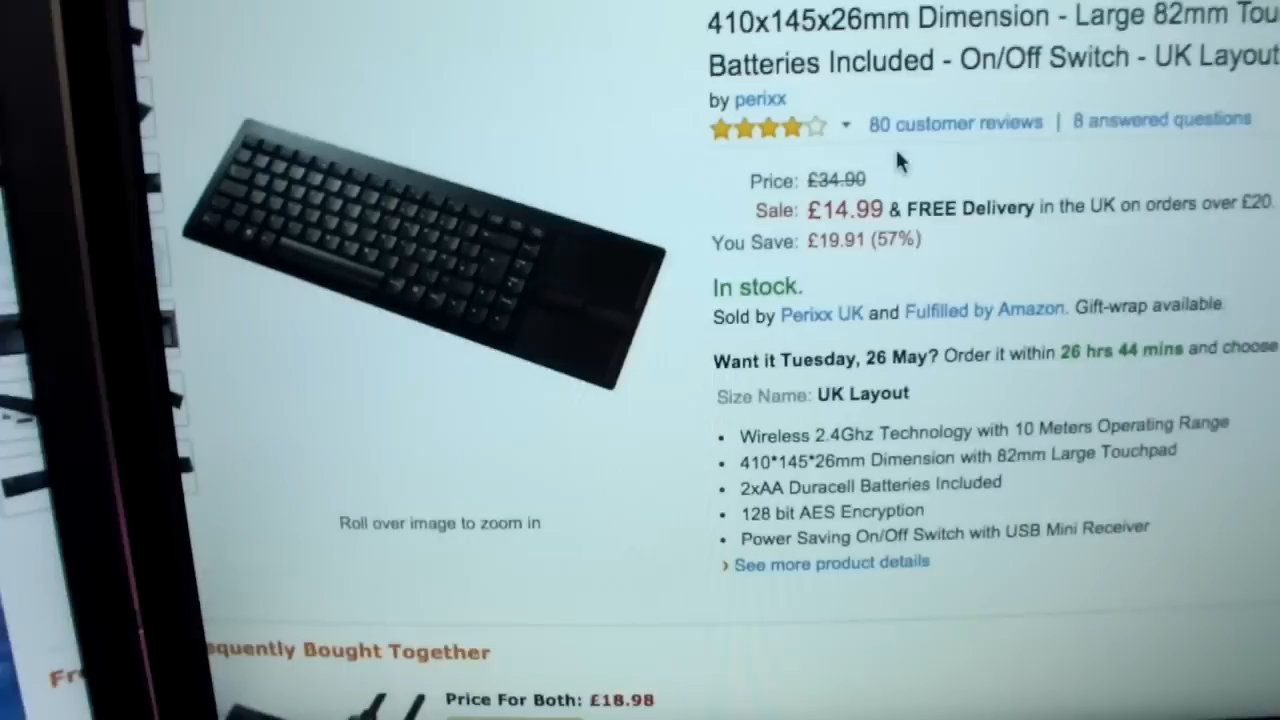 410x145x26mm Dimension - Large 82mm Tou
Batteries Included - On/Off Switch - UK Layout
by perixx
80 customer reviews | 8 answered questions
Price: £34.90
Sale: £14.99 & FREE Delivery in the UK on orders over £20.
You Save: £19.91 (57%)
In stock.
Sold by Perixx UK and Fulfilled by Amazon. Gift-wrap available.
Want it Tuesday, 26 May? Order it within 26 hrs 44 mins and choose
Size Name: UK Layout
• Wireless 2.4Ghz Technology with 10 Meters Operating Range
• 410*145*26mm Dimension with 82mm Large Touchpad
• 2xAA Duracell Batteries Included
• 128 bit AES Encryption
• Power Saving On/Off Switch with USB Mini Receiver
› See more product details
Roll over image to zoom in
Fr equently Bought Together
Price For Both: £18.98